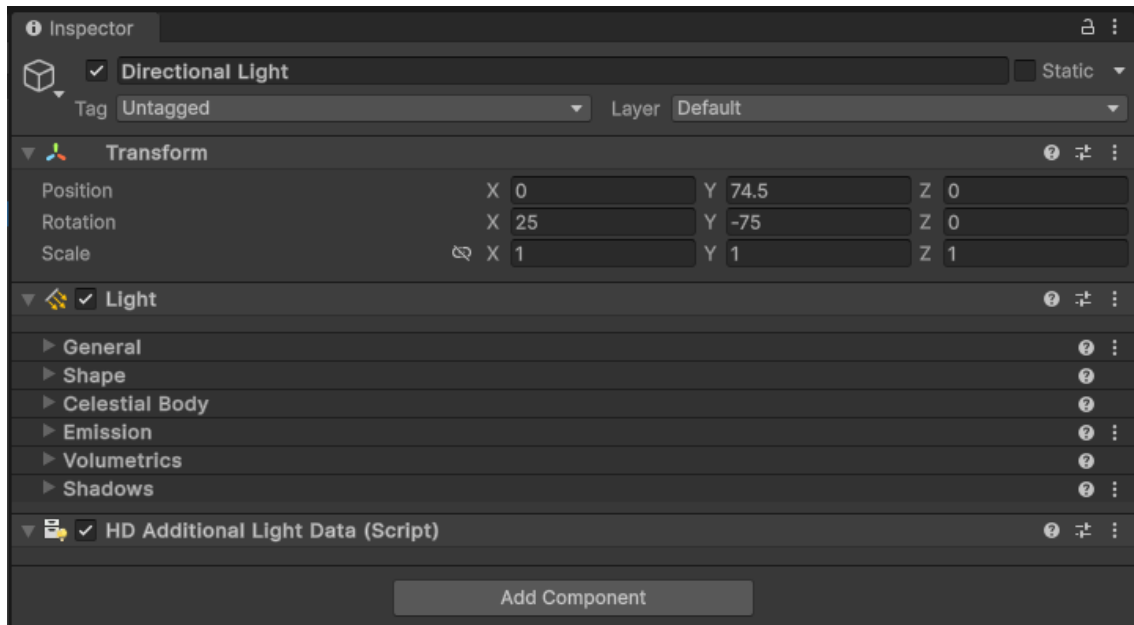 Inspector
Directional Light Static
Tag Untagged Layer Default
Transform
Position X 0 Y 74.5 Z 0
Rotation X 25 Y -75 Z 0
Scale X 1 Y 1 Z 1
Light
General
Shape
Celestial Body
Emission
Volumetrics
Shadows
HD Additional Light Data (Script)
Add Component